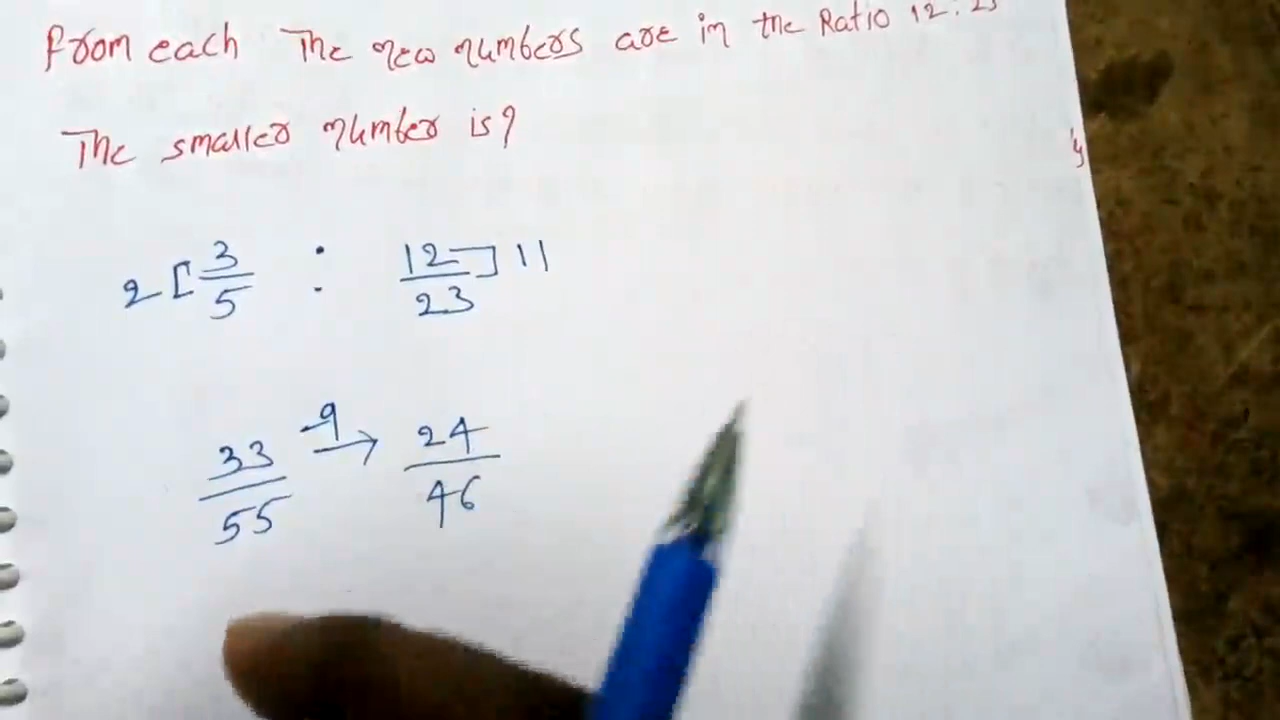 from each The new numbers are in the Ratio 12:23
The smaller number is?
2[3/5 : 12/23]11
33/55 -9→ 24/46